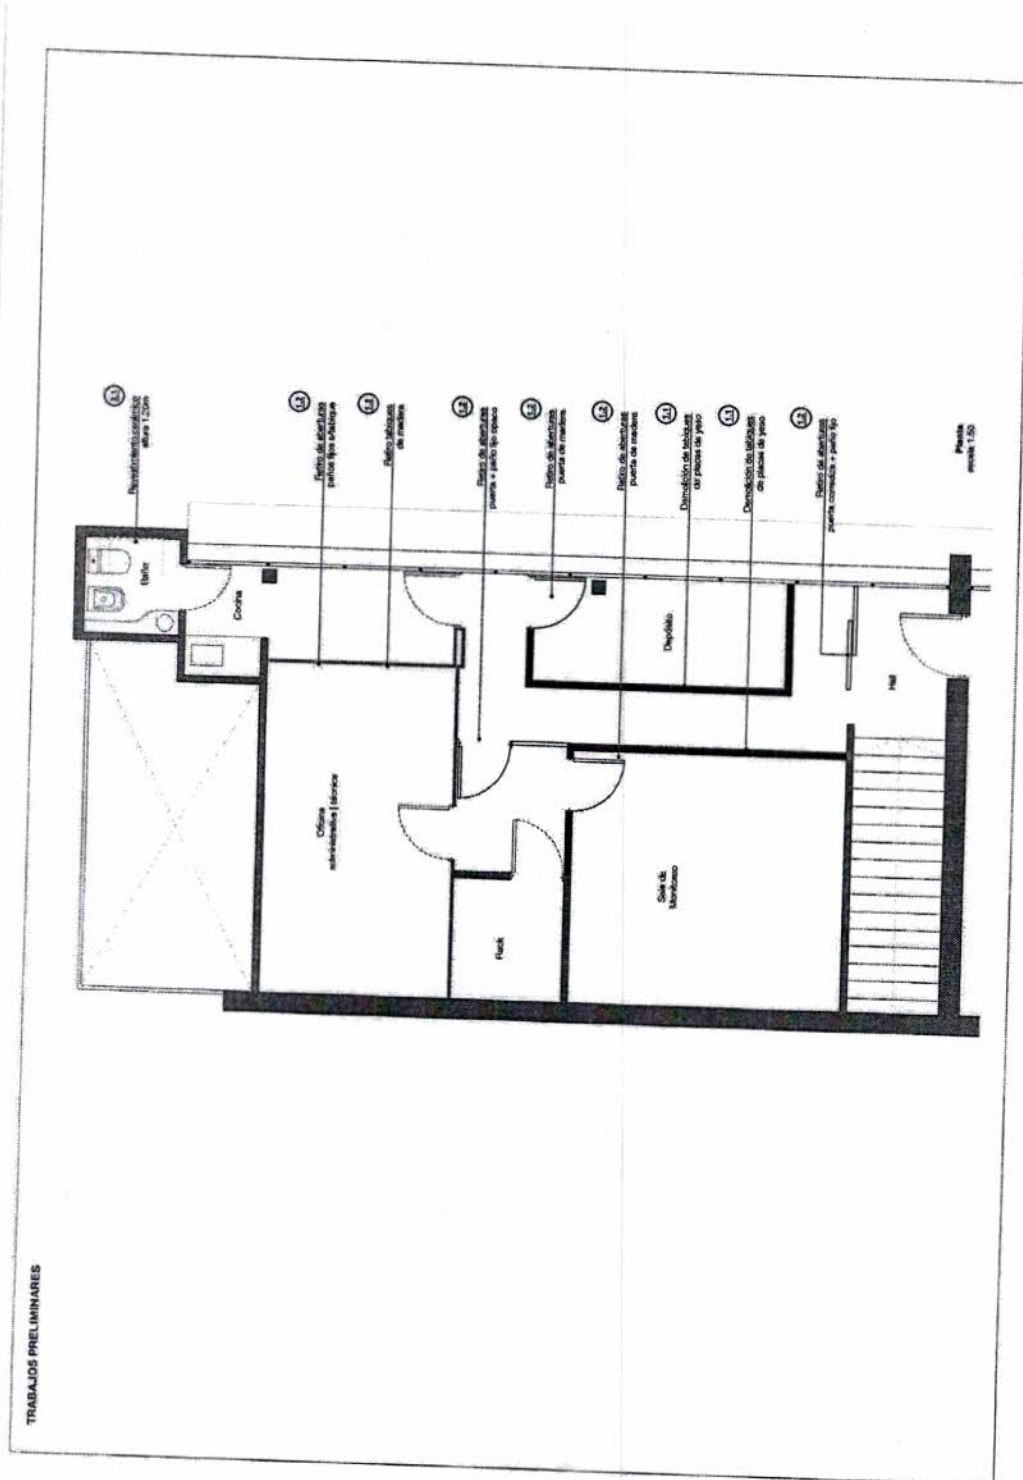 TRABAJOS PRELIMINARES
Revestimiento cerámico
altura 1.20m
1.2
Retiro de aberturas
paños fijos s/tabique
Retiro tabiques
de madera
1.2
Retiro de aberturas
puerta + paño fijo opaco
1.2
Retiro de aberturas
puerta de madera
1.2
Retiro de aberturas
puerta de madera
1.1
Demolición de tabiques
de placas de yeso
1.1
Demolición de tabiques
de placas de yeso
1.2
Retiro de aberturas
puerta corrediza + paño fijo
Baño
Cocina
Oficina
administrativa | técnica
Rack
Depósito
Sala de
Monitoreo
Hall
Planta
escala 1:50